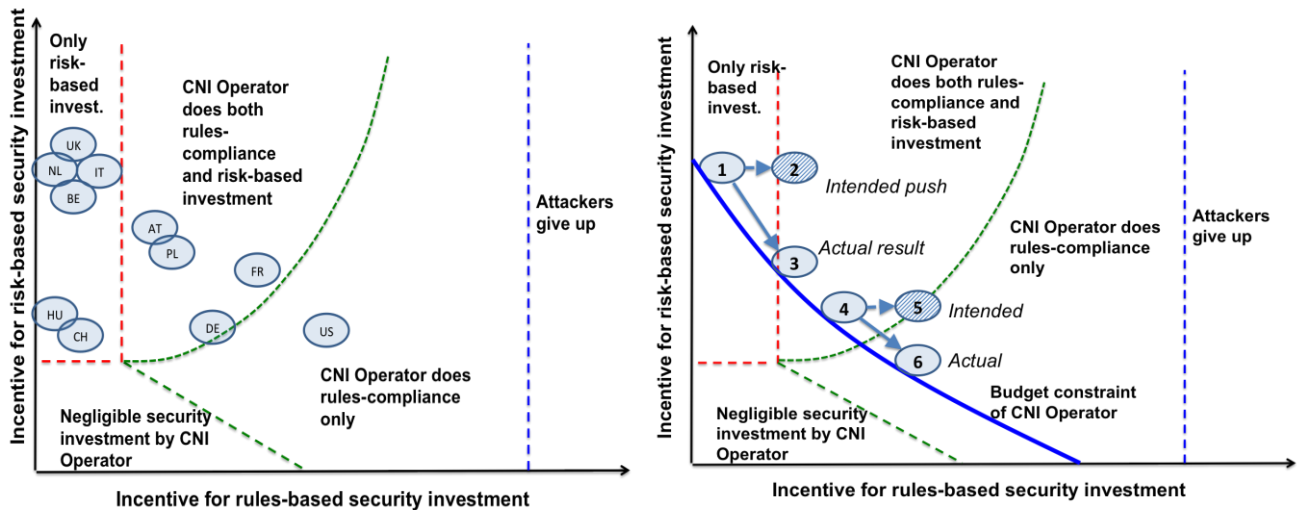 Incentive for risk-based security investment
Only
risk-
based
invest.
CNI Operator
does both
rules-
compliance
and risk-based
investment
UK
NL
IT
BE
AT
PL
FR
HU
CH
DE
US
Attackers
give up
CNI Operator does
rules-compliance
only
Negligible security
investment by CNI
Operator
Incentive for rules-based security investment
Incentive for risk-based security investment
Only risk-
based
invest.
CNI Operator
does both rules-
compliance and
risk-based
investment
1
2
Intended push
Actual result
3
CNI Operator does
rules-compliance
only
Attackers
give up
4
5
Intended
6
Actual
Budget constraint
of CNI Operator
Negligible security
investment by CNI
Operator
Incentive for rules-based security investment